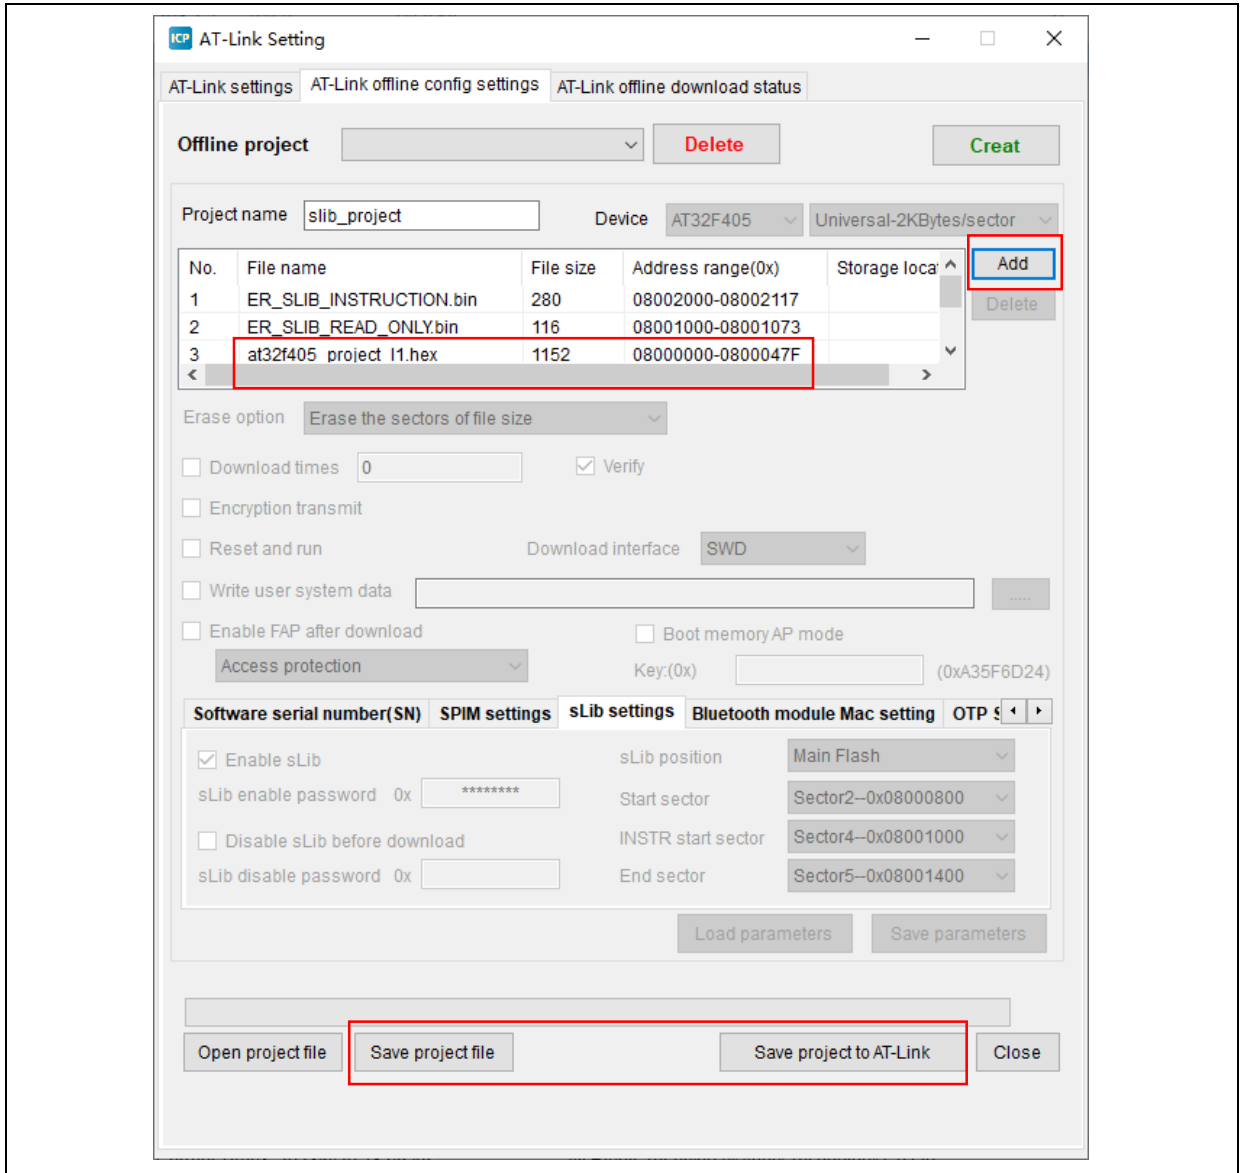 ICP AT-Link Setting
AT-Link settings AT-Link offline config settings AT-Link offline download status
Offline project Delete Creat
Project name slib_project Device AT32F405 Universal-2KBytes/sector
No. File name File size Address range(0x) Storage loca Add
1 ER_SLIB_INSTRUCTION.bin 280 08002000-08002117 Delete
2 ER_SLIB_READ_ONLY.bin 116 08001000-08001073
3 at32f405_project_l1.hex 1152 08000000-0800047F
Erase option Erase the sectors of file size
Download times 0 Verify
Encryption transmit
Reset and run Download interface SWD
Write user system data .....
Enable FAP after download Boot memory AP mode
Access protection Key:(0x) (0xA35F6D24)
Software serial number(SN) SPIM settings sLib settings Bluetooth module Mac setting OTP S
Enable sLib sLib position Main Flash
sLib enable password 0x ******** Start sector Sector2--0x08000800
Disable sLib before download INSTR start sector Sector4--0x08001000
sLib disable password 0x End sector Sector5--0x08001400
Load parameters Save parameters
Open project file Save project file Save project to AT-Link Close